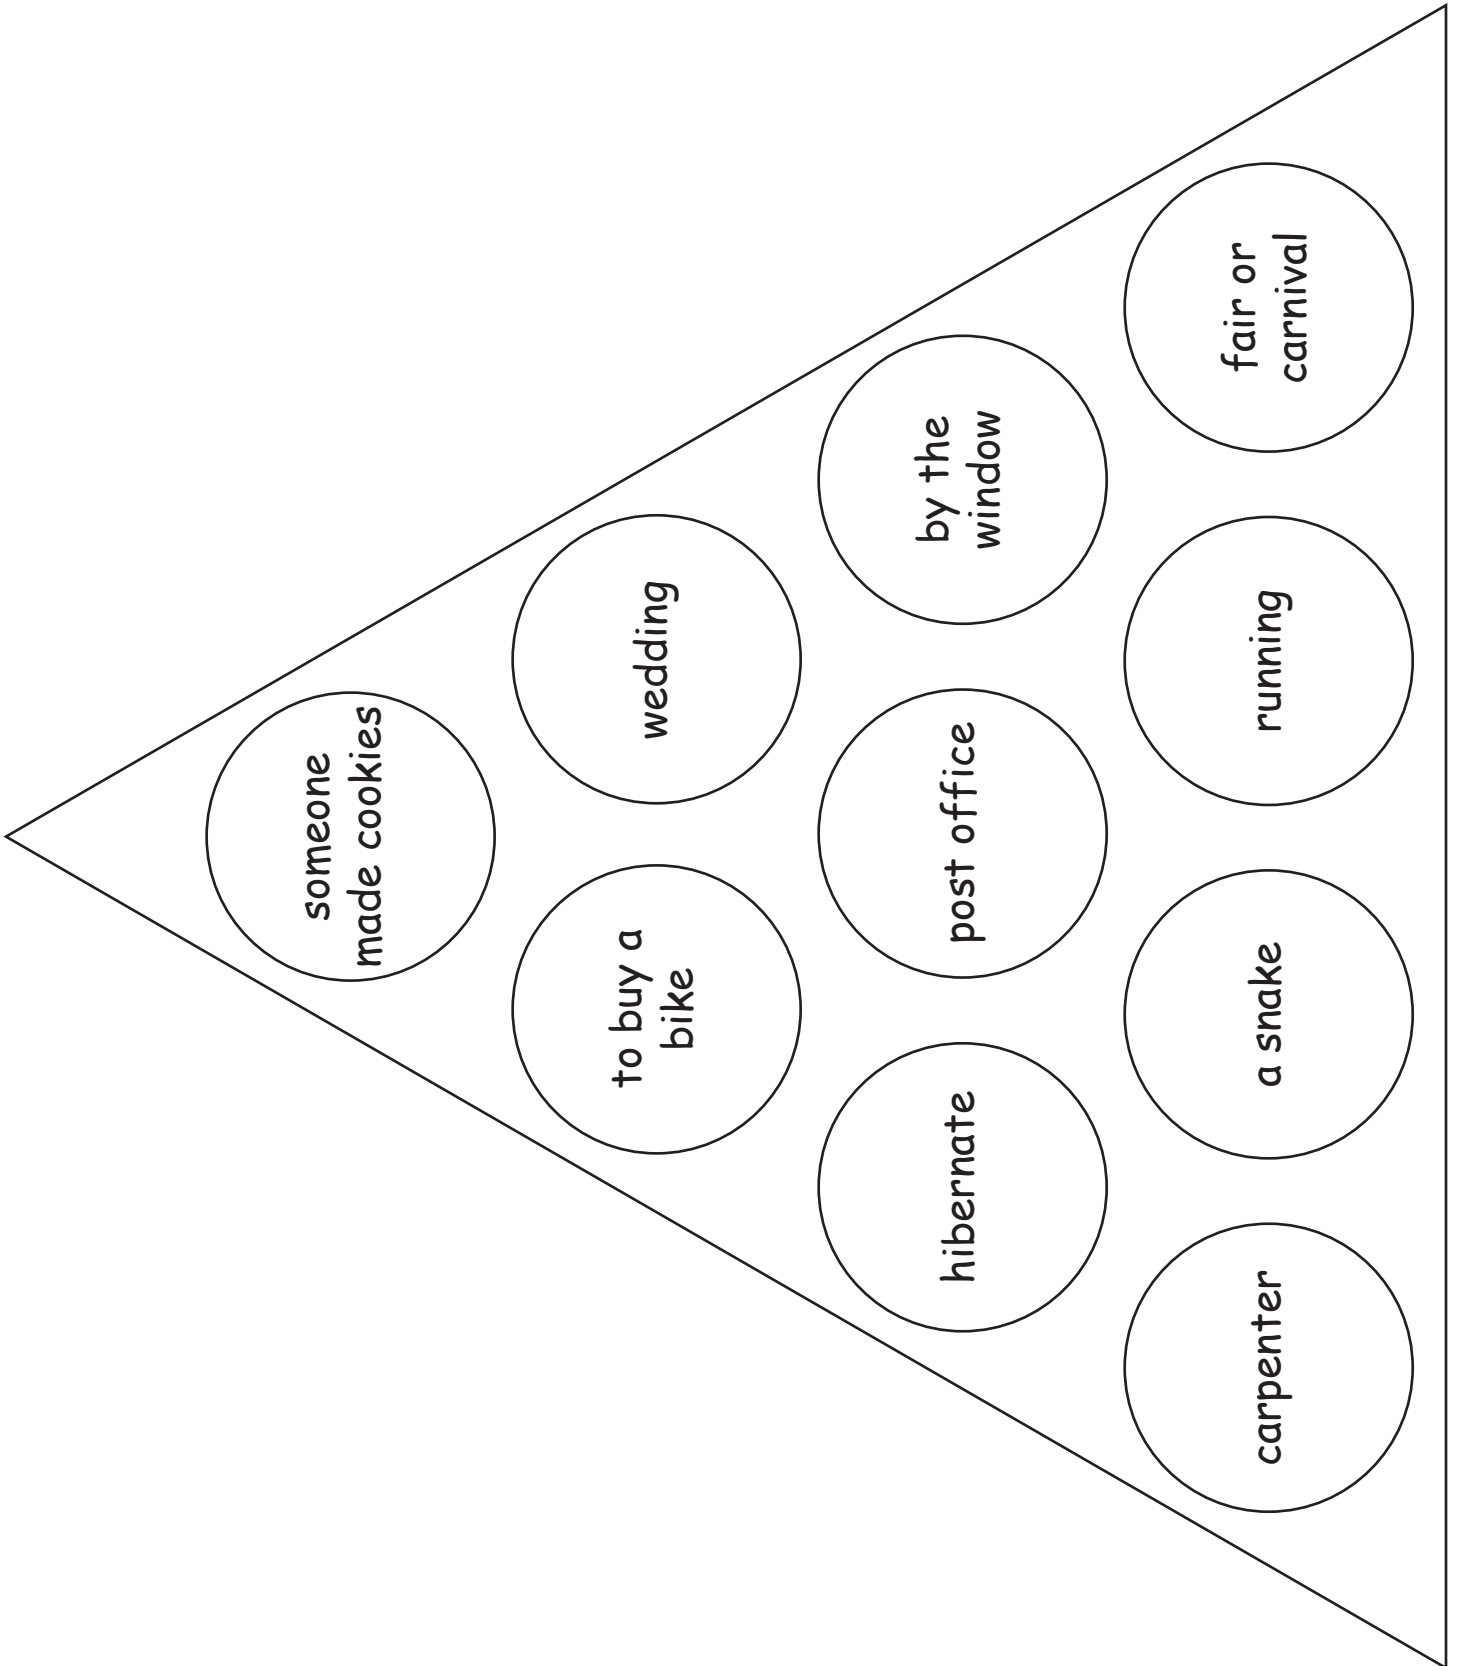 someone
made cookies
to buy a
bike
wedding
hibernate
post office
by the
window
carpenter
a snake
running
fair or
carnival